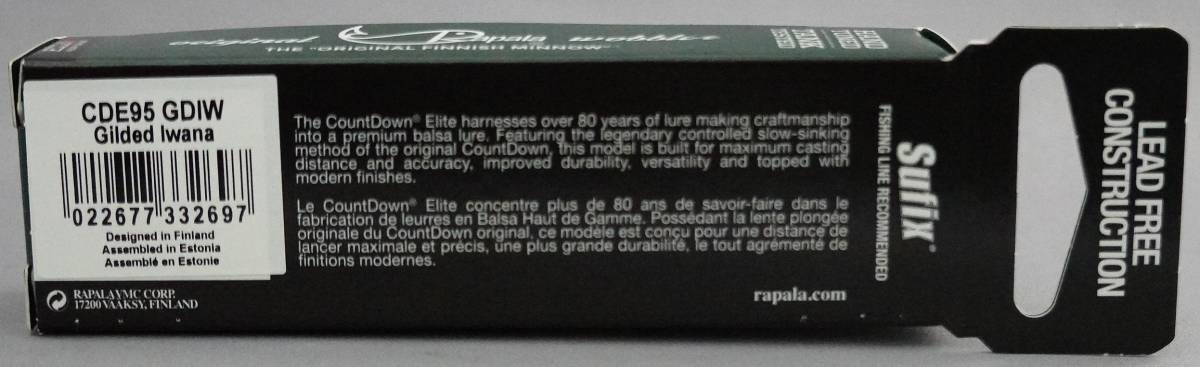 original Rapala wobbler
THE "ORIGINAL FINNISH MINNOW"
HAND
TUNED
TANK
TESTED
CDE95 GDIW
Gilded Iwana
022677 332697
Designed in Finland
Assembled in Estonia
Assemblé en Estonie
RAPALA VMC CORP.
17200 VÄÄKSY, FINLAND
The CountDown® Elite harnesses over 80 years of lure making craftmanship
into a premium balsa lure. Featuring the legendary controlled slow-sinking
method of the original CountDown, this model is built for maximum casting
distance and accuracy, improved durability, versatility and topped with
modern finishes.
Le CountDown® Elite concentre plus de 80 ans de savoir-faire dans le
fabrication de leurres en Balsa Haut de Gamme. Possédant la lente plongée
originale du CountDown original, ce modèle est conçu pour une distance de
lancer maximale et précis, une plus grande durabilité, le tout agrémenté de
finitions modernes.
rapala.com
Sufix®
FISHING LINE RECOMMENDED
LEAD FREE
CONSTRUCTION